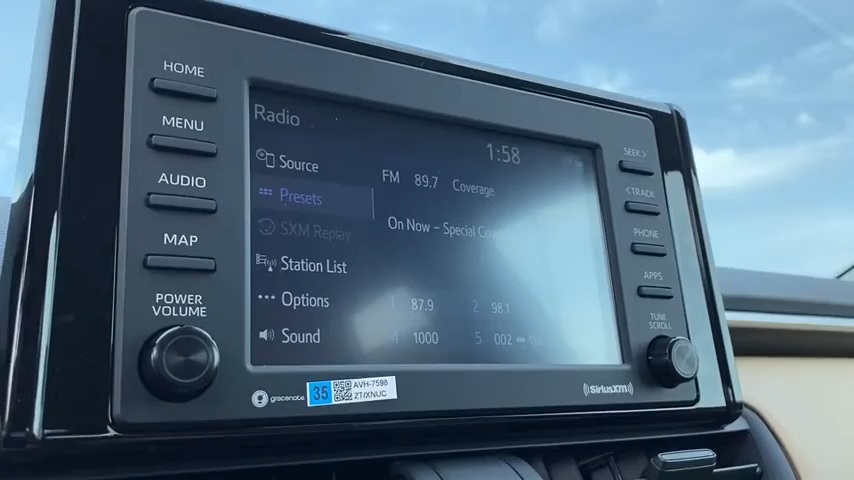 HOME
MENU
AUDIO
MAP
POWER
VOLUME
Radio
1:58
Source
Presets
SXM Replay
Station List
Options
Sound
FM 89.7 Coverage
On Now - Special
1 87.9 2 98.1
4 1000 5 002
SEEK >
< TRACK
PHONE
APPS
TUNE
SCROLL
gracenote
35
AVH-7598
SiriusXM